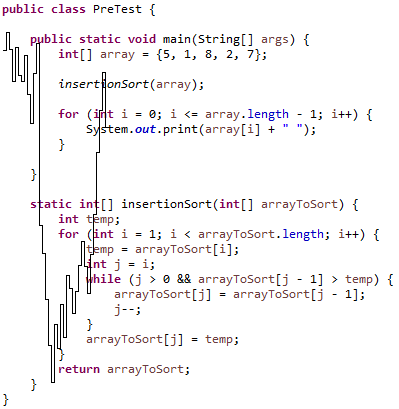 public class PreTest {
public static void main(String[] args) {
int[] array = {5, 1, 8, 2, 7};
insertionSort(array);
for (int i = 0; i <= array.length - 1; i++) {
System.out.print(array[i] + " ");
}
}
static int[] insertionSort(int[] arrayToSort) {
int temp;
for (int i = 1; i < arrayToSort.length; i++) {
temp = arrayToSort[i];
int j = i;
while (j > 0 && arrayToSort[j - 1] > temp) {
arrayToSort[j] = arrayToSort[j - 1];
j--;
}
arrayToSort[j] = temp;
}
return arrayToSort;
}
}